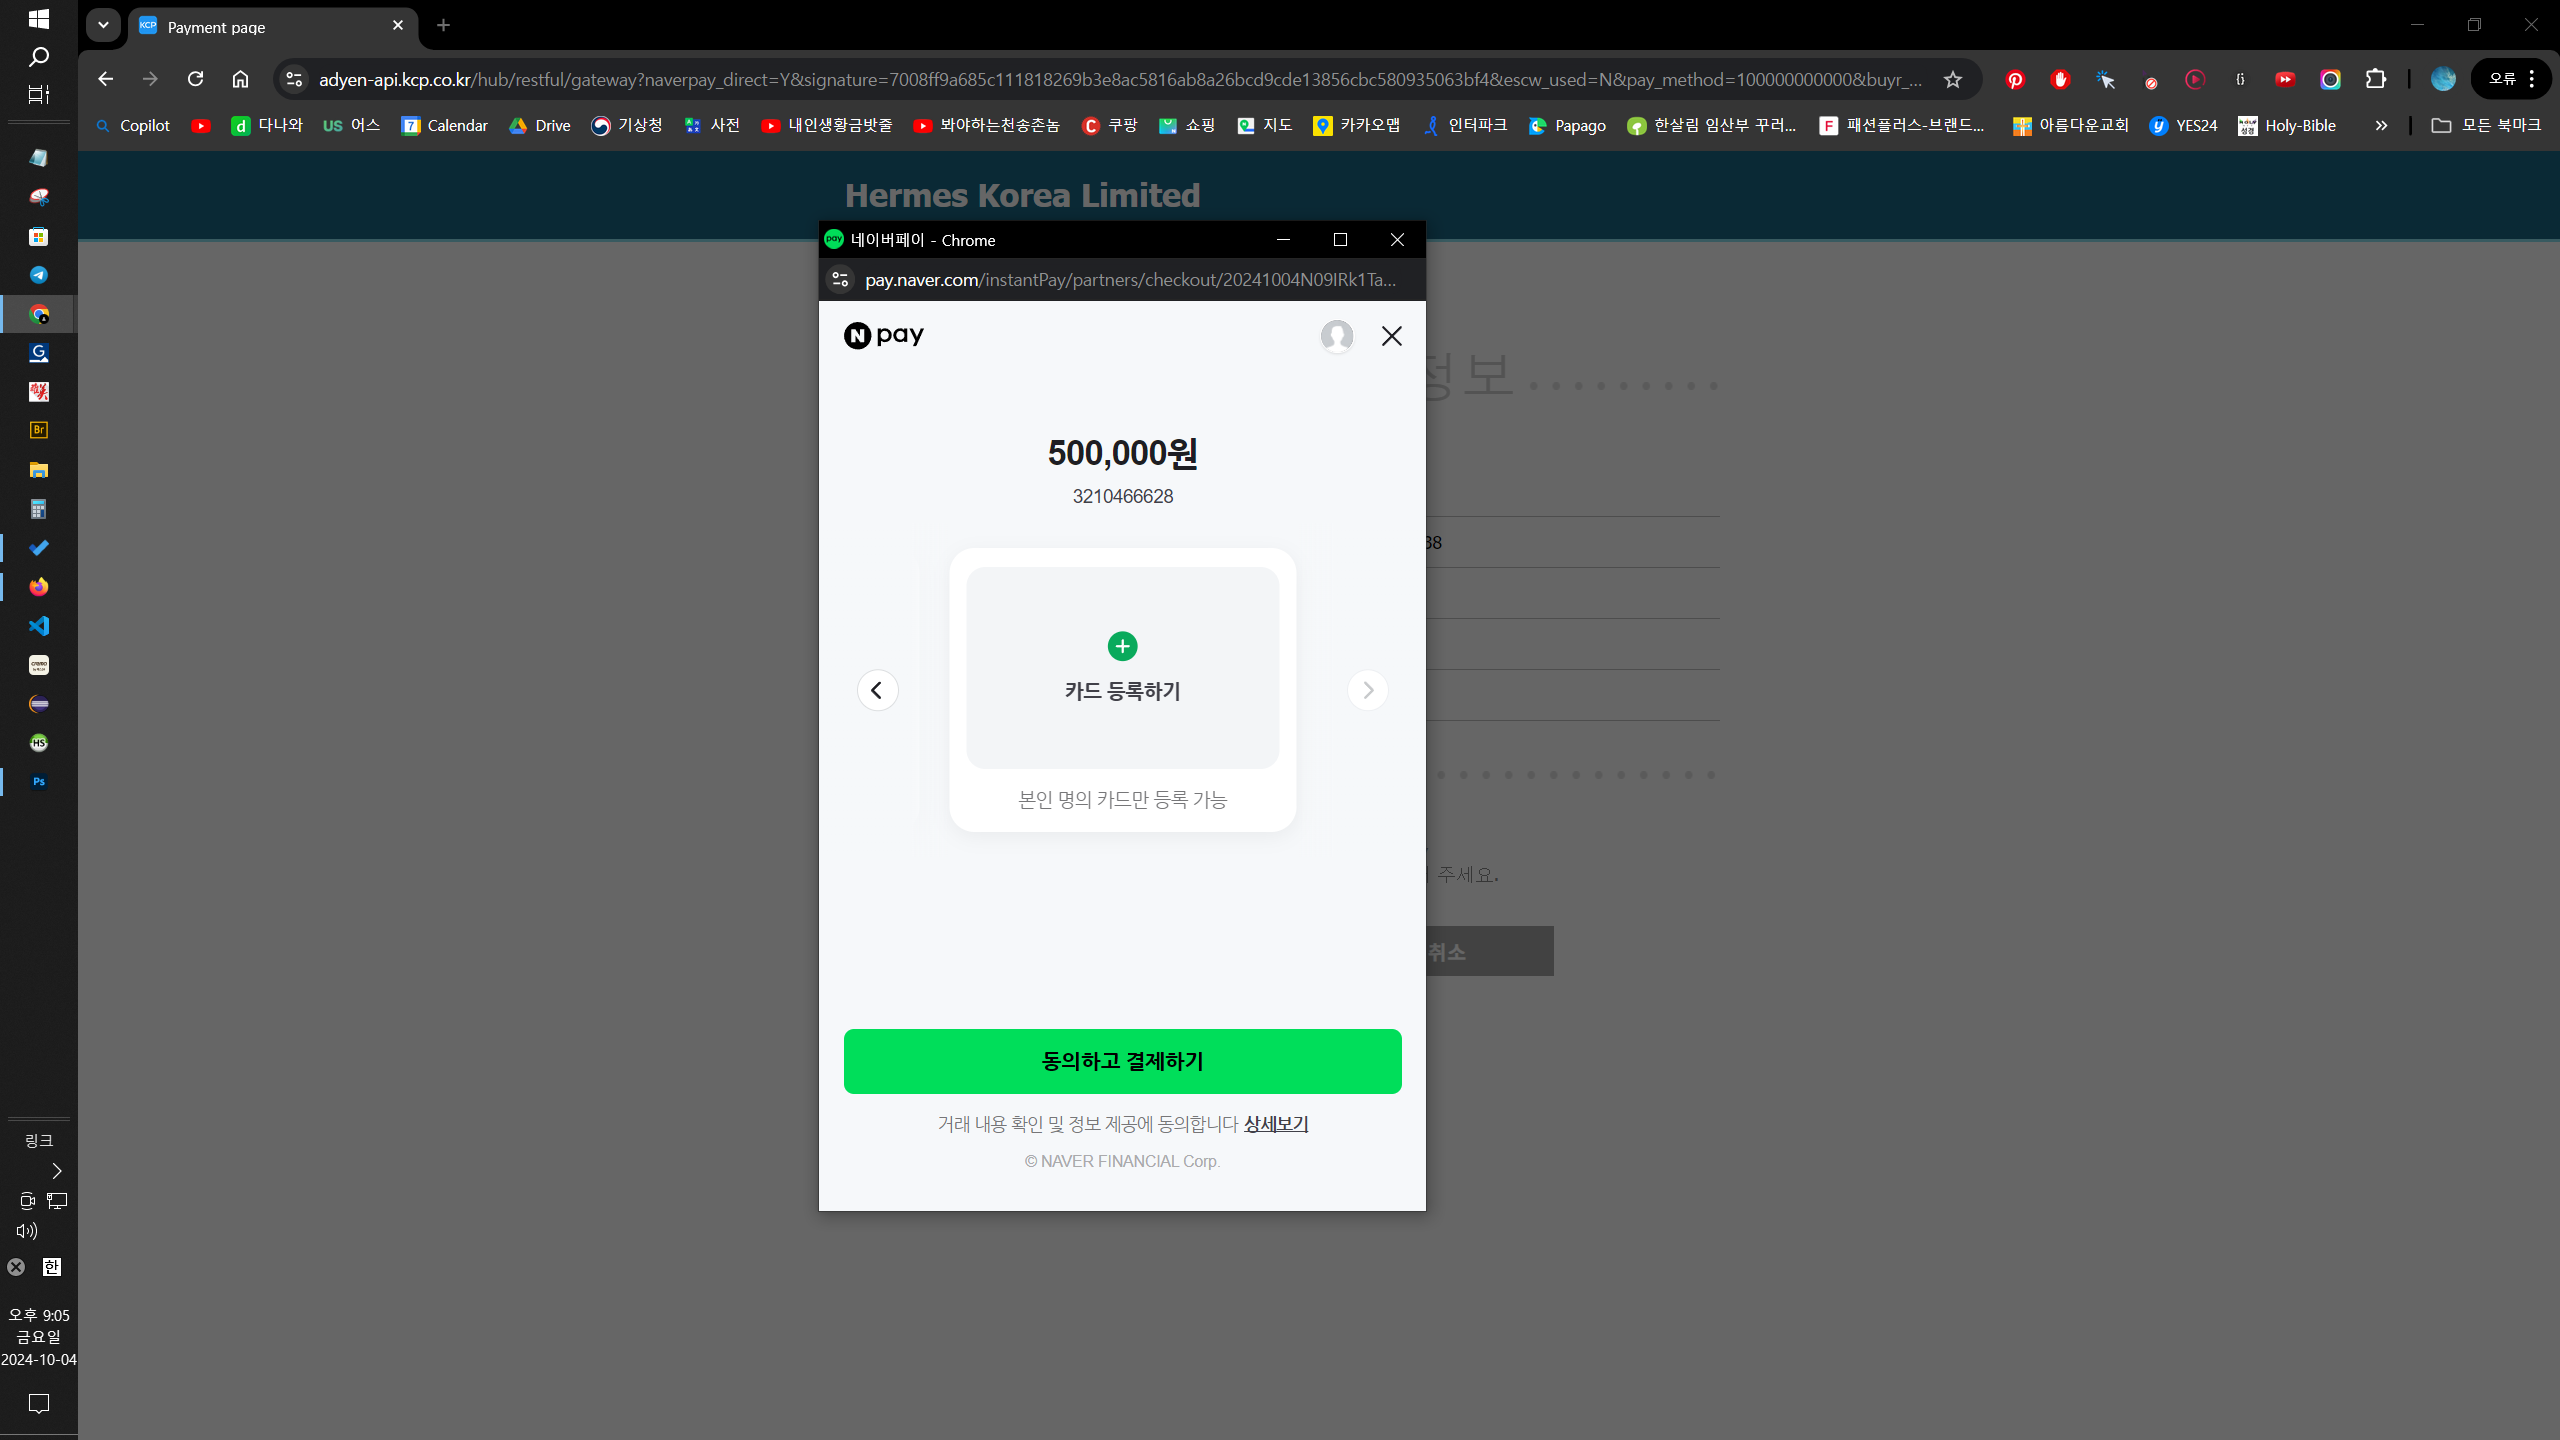 KCP
Payment page
adyen-api.kcp.co.kr/hub/restful/gateway?naverpay_direct=Y&signature=7008ff9a685c111818269b3e8ac5816ab8a26bcd9cde13856cbc580935063bf4&escw_used=N&pay_method=100000000000&buyr_...
오류
Copilot
다나와
US 어스
Calendar
Drive
기상청
사전
내인생황금밧줄
봐야하는천송촌놈
쿠팡
쇼핑
지도
카카오맵
인터파크
Papago
한살림 임산부 꾸러...
패션플러스-브랜드...
아름다운교회
YES24
Holy-Bible
모든 북마크
Hermes Korea Limited
pay 네이버페이 - Chrome
pay.naver.com/instantPay/partners/checkout/20241004N09IRk1Ta...
N pay
정보
500,000원
3210466628
38
카드 등록하기
본인 명의 카드만 등록 가능
주세요.
취소
동의하고 결제하기
거래 내용 확인 및 정보 제공에 동의합니다 상세보기
© NAVER FINANCIAL Corp.
Br
HS
Ps
링크
한
오후 9:05
금요일
2024-10-04